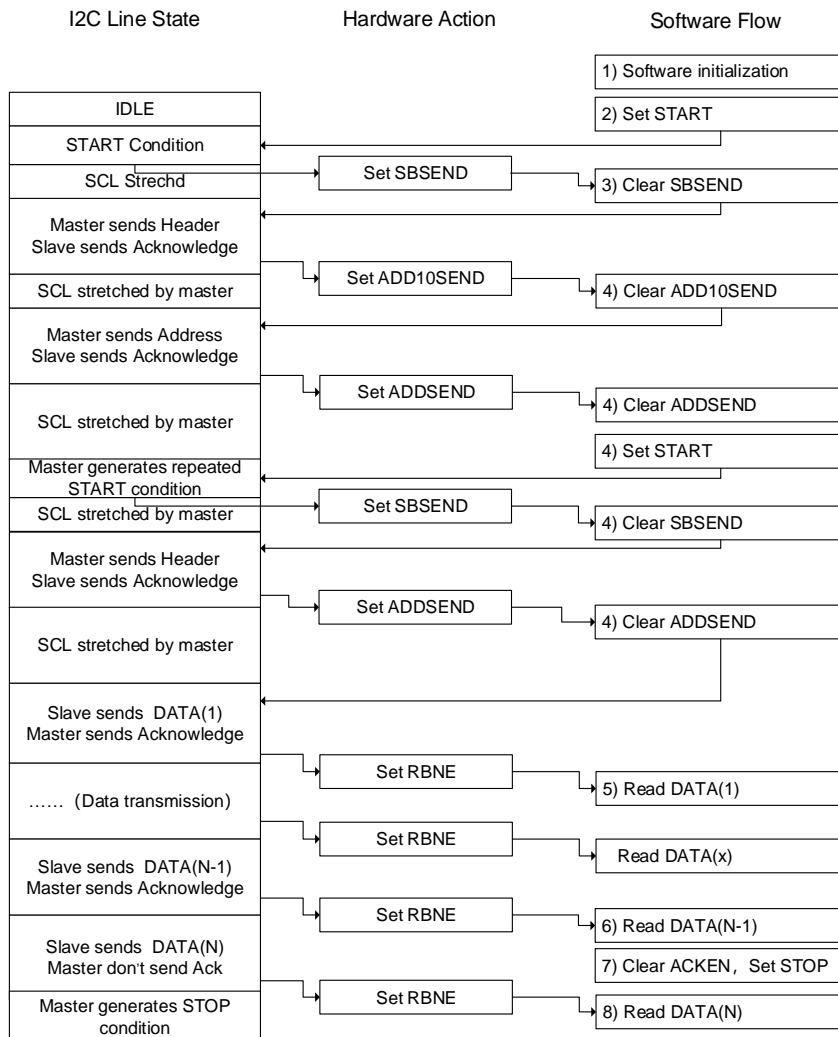 I2C Line State
Hardware Action
Software Flow
1) Software initialization
IDLE
2) Set START
START Condition
Set SBSEND
SCL Strechd
3) Clear SBSEND
Master sends Header
Slave sends Acknowledge
Set ADD10SEND
SCL stretched by master
4) Clear ADD10SEND
Master sends Address
Slave sends Acknowledge
Set ADDSEND
4) Clear ADDSEND
SCL stretched by master
4) Set START
Master generates repeated
START condition
Set SBSEND
SCL stretched by master
4) Clear SBSEND
Master sends Header
Slave sends Acknowledge
Set ADDSEND
4) Clear ADDSEND
SCL stretched by master
Slave sends DATA(1)
Master sends Acknowledge
Set RBNE
5) Read DATA(1)
…… (Data transmission)
Set RBNE
Read DATA(x)
Slave sends DATA(N-1)
Master sends Acknowledge
Set RBNE
6) Read DATA(N-1)
Slave sends DATA(N)
Master don't send Ack
7) Clear ACKEN，Set STOP
Set RBNE
8) Read DATA(N)
Master generates STOP
condition